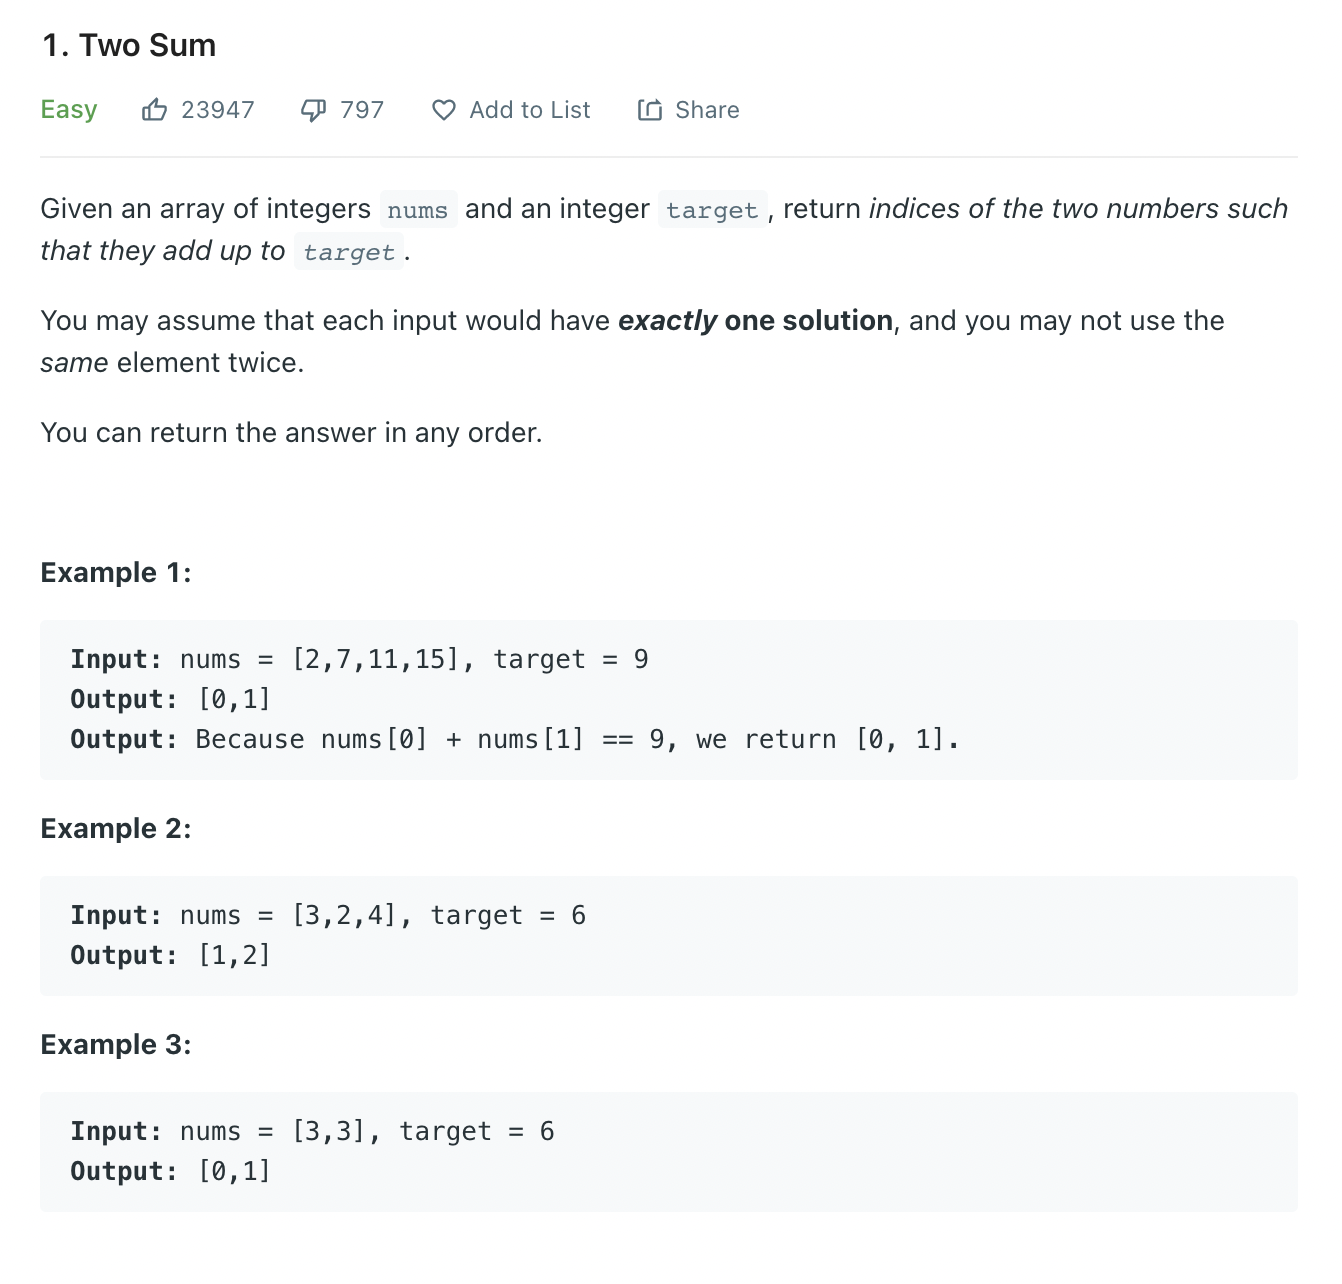 1. Two Sum
Easy 23947 797 Add to List Share
Given an array of integers nums and an integer target, return indices of the two numbers such
that they add up to target.
You may assume that each input would have exactly one solution, and you may not use the
same element twice.
You can return the answer in any order.
Example 1:
Input: nums = [2,7,11,15], target = 9
Output: [0,1]
Output: Because nums[0] + nums[1] == 9, we return [0, 1].
Example 2:
Input: nums = [3,2,4], target = 6
Output: [1,2]
Example 3:
Input: nums = [3,3], target = 6
Output: [0,1]